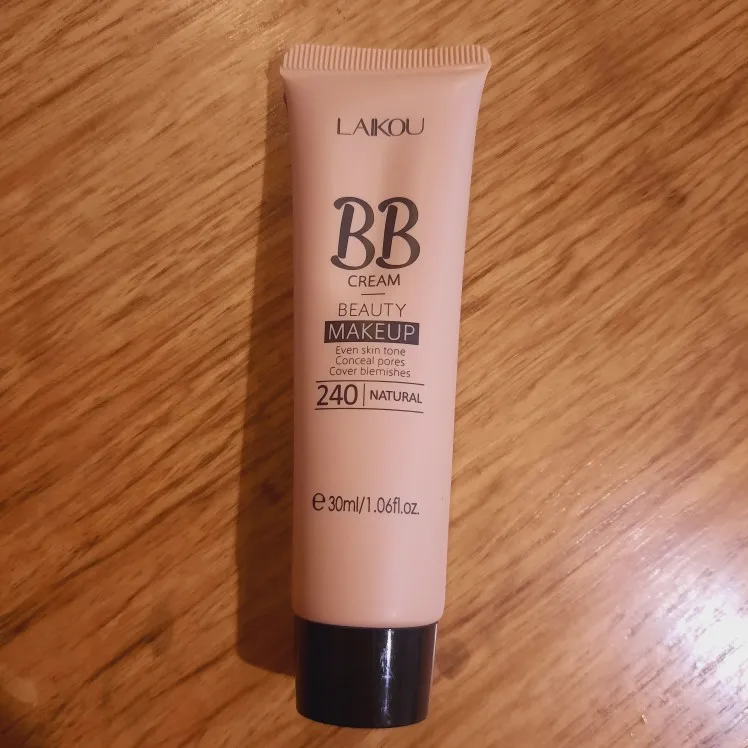 LAIKOU
BB
CREAM
BEAUTY
MAKEUP
Even skin tone
Conceal pores
Cover blemishes
240 | NATURAL
℮ 30ml/1.06fl.oz.